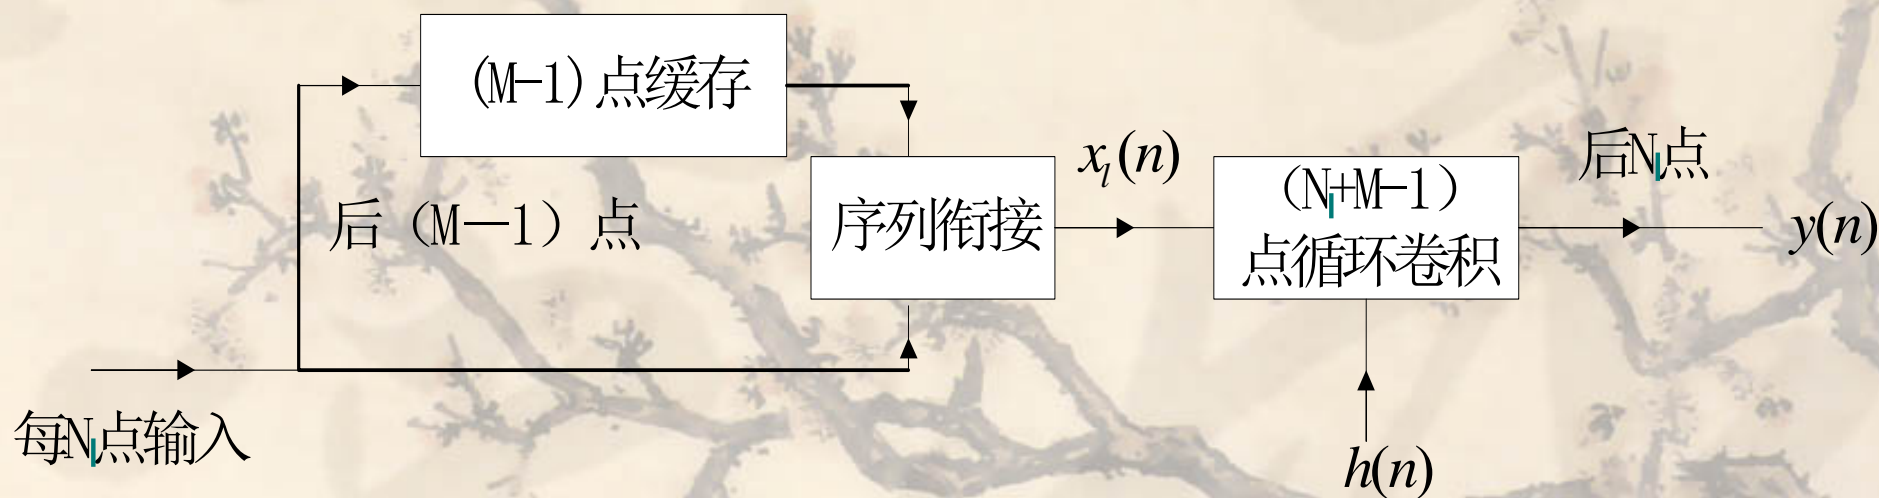 (M-1)点缓存
后（M－1）点
序列衔接
x_l(n)
(N_l+M-1)
点循环卷积
后N_l点
y(n)
每N_l点输入
h(n)